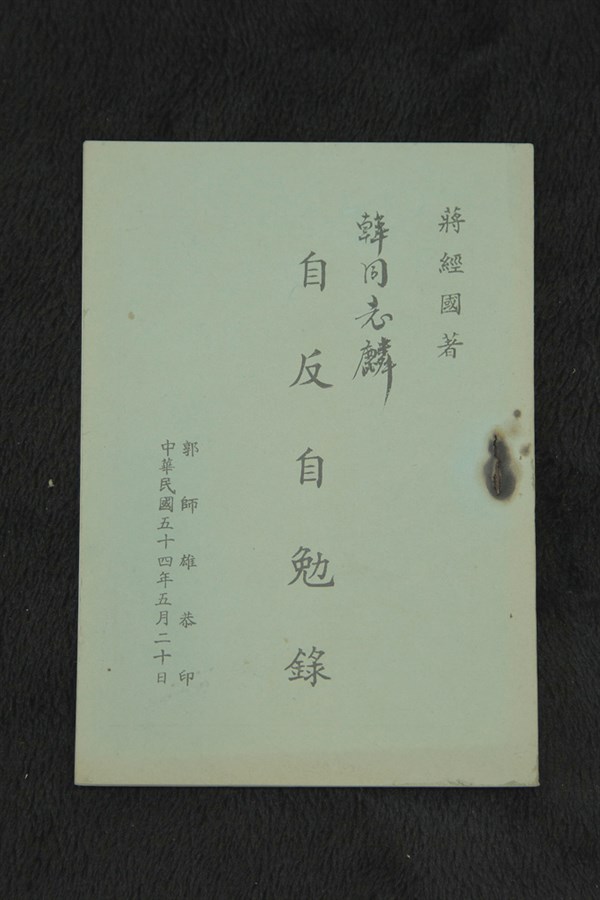 蔣經國著
韓同志麟
自反自勉錄
郭師雄恭印
中華民國五十四年五月二十日